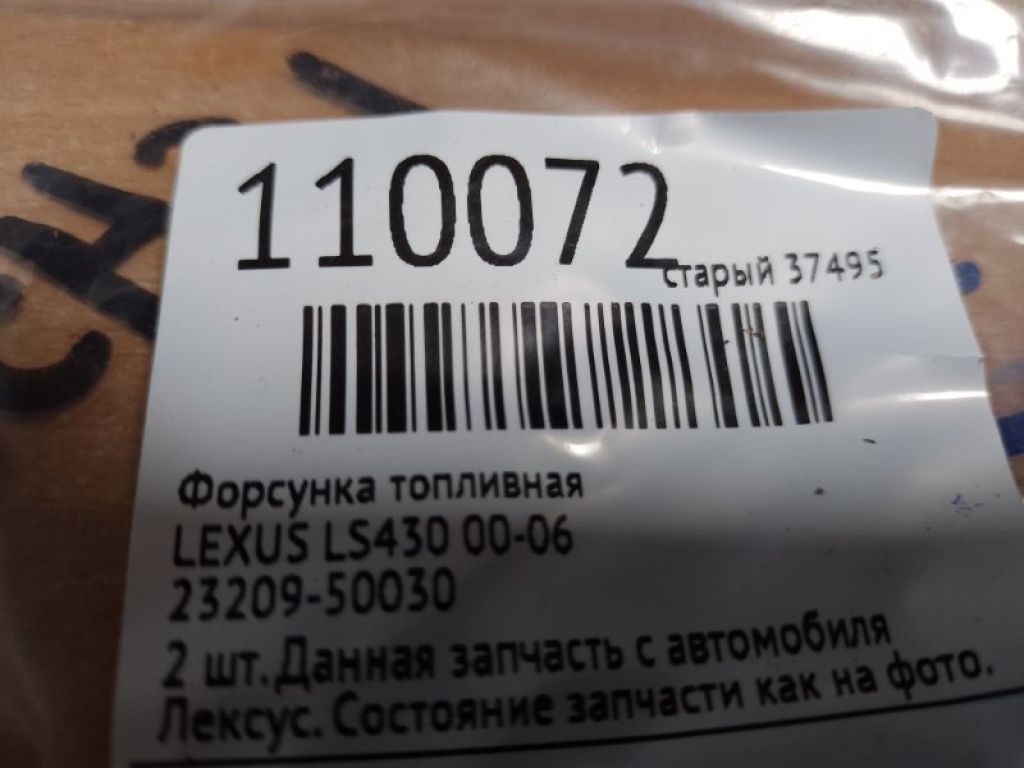 110072
старый 37495
Форсунка топливная
LEXUS LS430 00-06
23209-50030
2 шт.Данная запчасть с автомобиля
Лексус. Состояние запчасти как на фото.